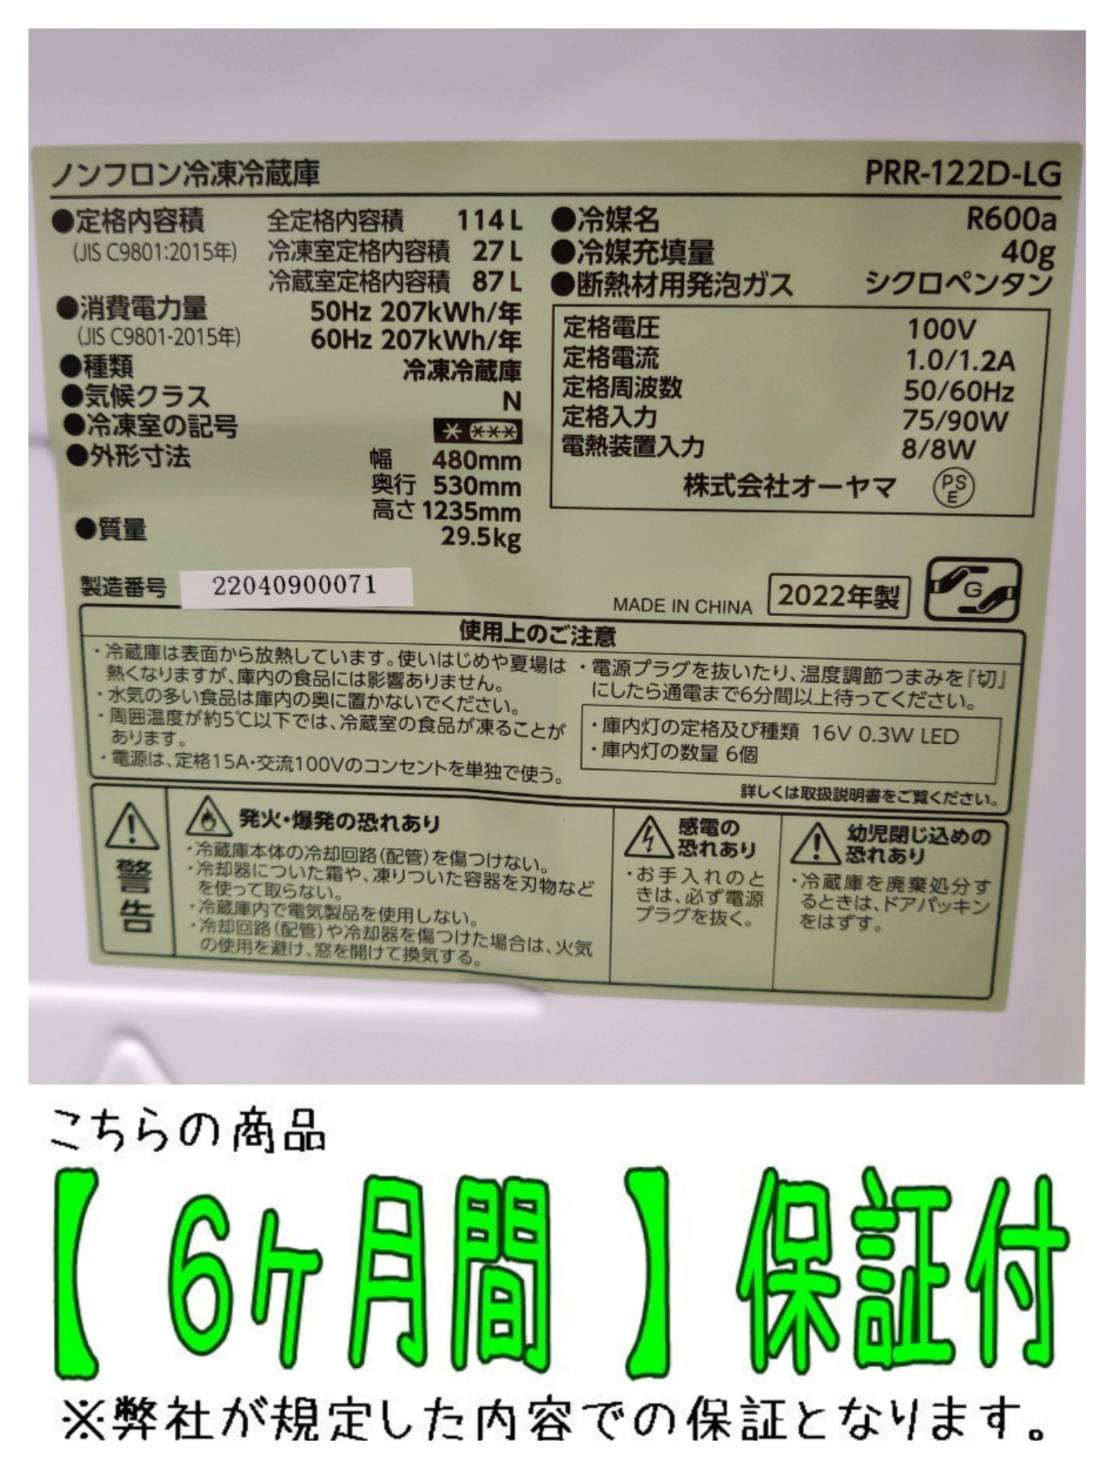 ノンフロン冷凍冷蔵庫 PRR-122D-LG
●定格内容積 全定格内容積 114L
(JIS C9801:2015年) 冷凍室定格内容積 27L
冷蔵室定格内容積 87L
●消費電力量 50Hz 207kWh/年
(JIS C9801-2015年) 60Hz 207kWh/年
●種類 冷凍冷蔵庫
●気候クラス N
●冷凍室の記号
●外形寸法 幅 480mm
奥行 530mm
高さ 1235mm
●質量 29.5kg
●冷媒名 R600a
●冷媒充填量 40g
●断熱材用発泡ガス シクロペンタン
定格電圧 100V
定格電流 1.0/1.2A
定格周波数 50/60Hz
定格入力 75/90W
電熱装置入力 8/8W
株式会社オーヤマ PSE
製造番号 22040900071
MADE IN CHINA 2022年製 G
使用上のご注意
・冷蔵庫は表面から放熱しています。使いはじめや夏場は
熱くなりますが、庫内の食品には影響ありません。
・水気の多い食品は庫内の奥に置かないでください。
・周囲温度が約5℃以下では、冷蔵室の食品が凍ることが
あります。
・電源は、定格15A・交流100Vのコンセントを単独で使う。
・電源プラグを抜いたり、温度調節つまみを『切』
にしたら通電まで6分間以上待ってください。
・庫内灯の定格及び種類 16V 0.3W LED
・庫内灯の数量 6個
詳しくは取扱説明書をご覧ください。
警告
発火・爆発の恐れあり
・冷蔵庫本体の冷却回路(配管)を傷つけない。
・冷却器についた霜や、凍りついた容器を刃物など
を使って取らない。
・冷蔵庫内で電気製品を使用しない。
・冷却回路(配管)や冷却器を傷つけた場合は、火気
の使用を避け、窓を開けて換気する。
感電の
恐れあり
・お手入れのと
きは、必ず電源
プラグを抜く。
幼児閉じ込めの
恐れあり
・冷蔵庫を廃棄処分す
るときは、ドアパッキン
をはずす。
こちらの商品
【 6ヶ月間 】保証付
※弊社が規定した内容での保証となります。